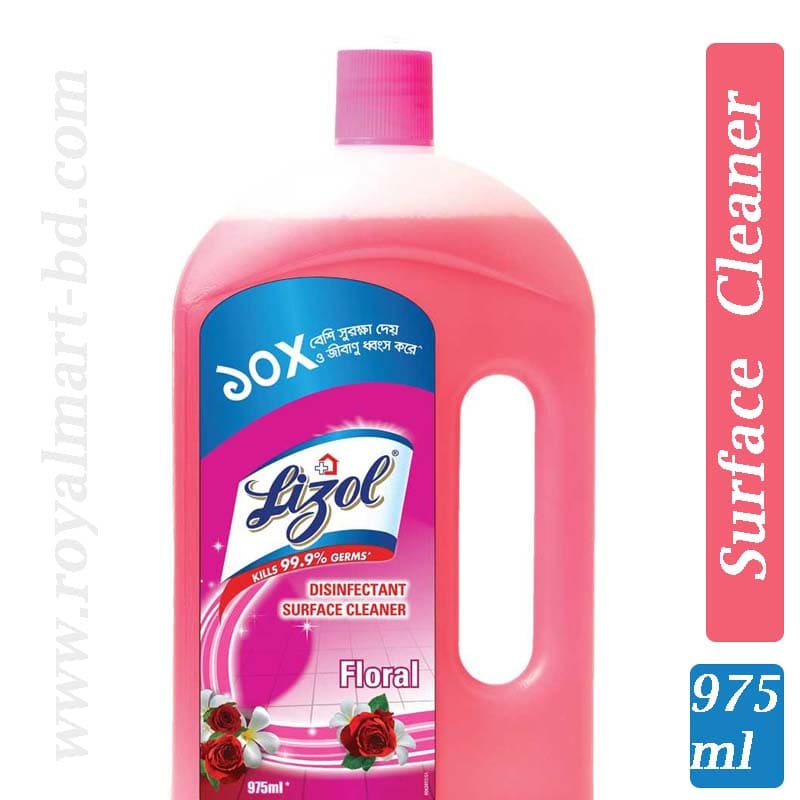 www.royalmart-bd.com
১০X
বেশি সুরক্ষা দেয়
ও জীবাণু ধ্বংস করে^
Lizol®
KILLS 99.9% GERMS*
DISINFECTANT
SURFACE CLEANER
Floral
975ml*
Surface Cleaner
975
ml